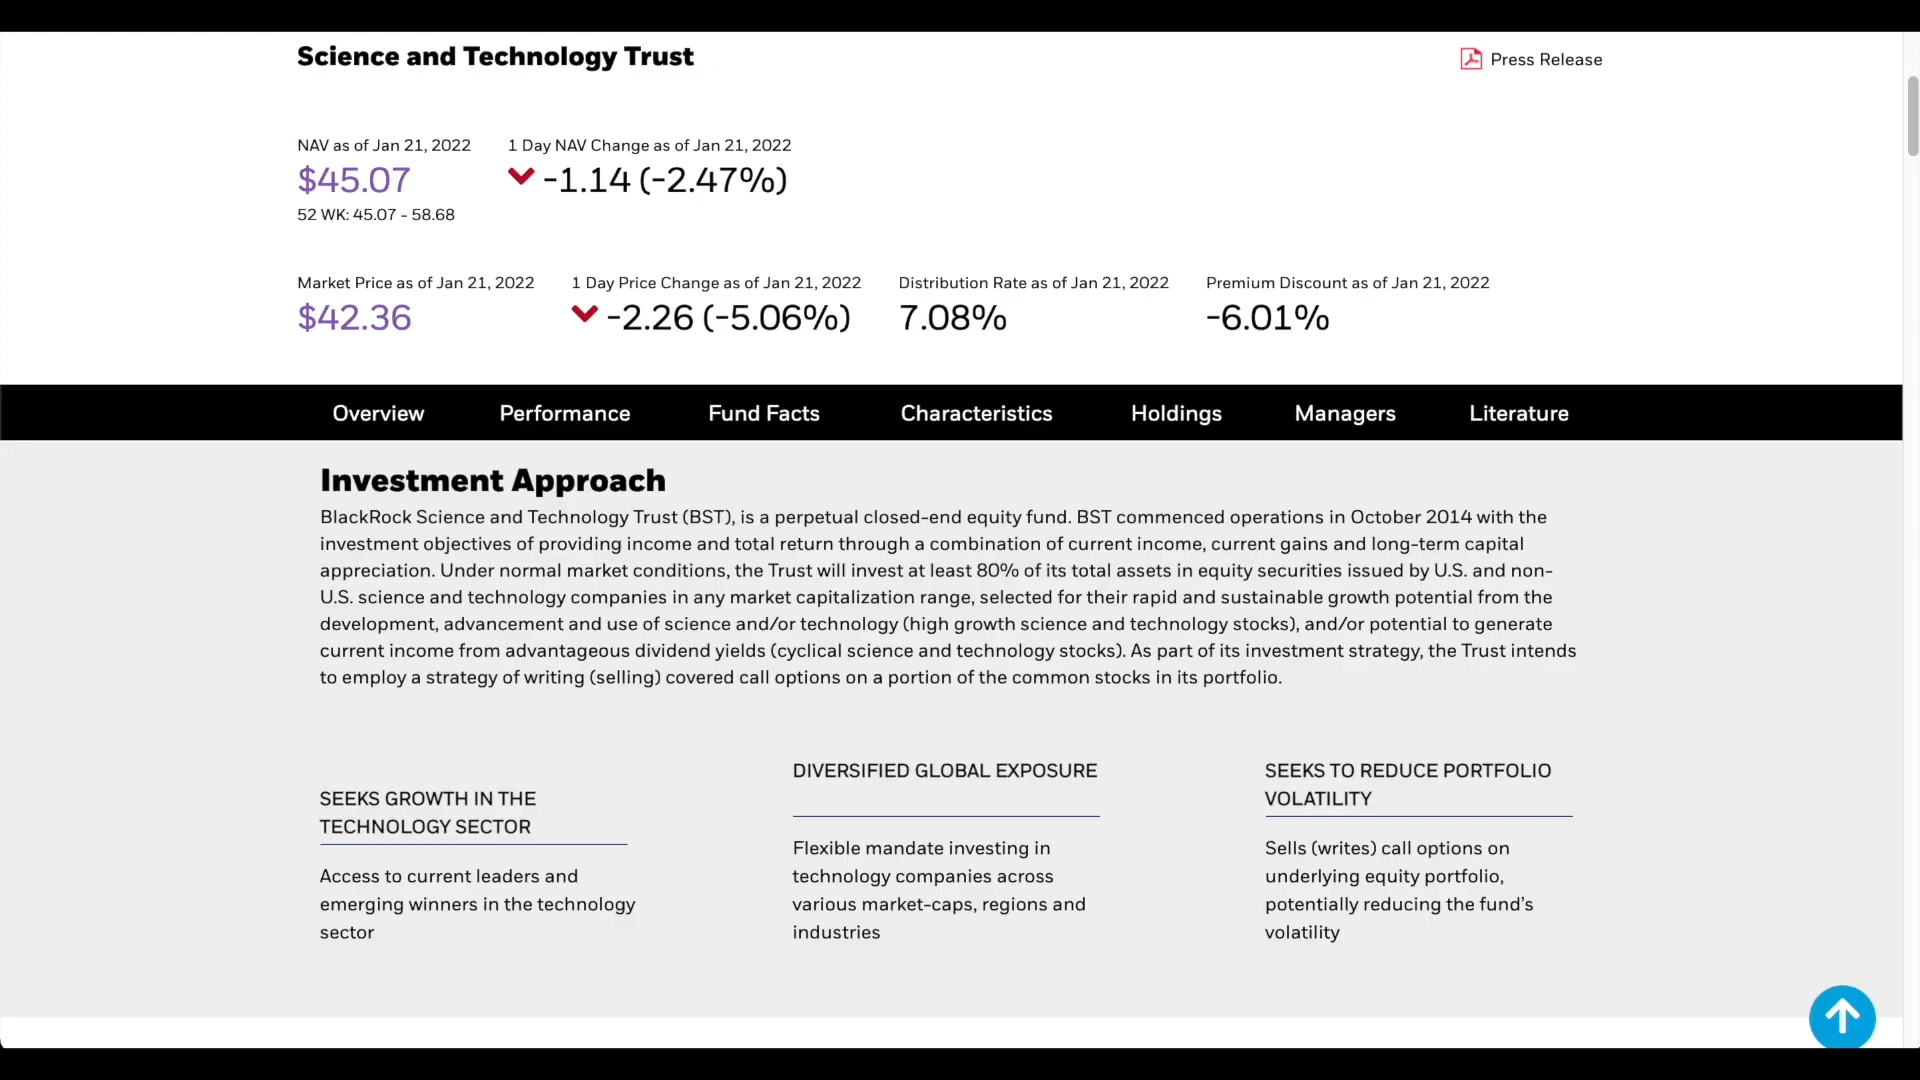 Science and Technology Trust
Press Release
NAV as of Jan 21, 2022
1 Day NAV Change as of Jan 21, 2022
$45.07
-1.14 (-2.47%)
52 WK: 45.07 - 58.68
Market Price as of Jan 21, 2022
1 Day Price Change as of Jan 21, 2022
Distribution Rate as of Jan 21, 2022
Premium Discount as of Jan 21, 2022
$42.36
-2.26 (-5.06%)
7.08%
-6.01%
Overview
Performance
Fund Facts
Characteristics
Holdings
Managers
Literature
Investment Approach
BlackRock Science and Technology Trust (BST), is a perpetual closed-end equity fund. BST commenced operations in October 2014 with the
investment objectives of providing income and total return through a combination of current income, current gains and long-term capital
appreciation. Under normal market conditions, the Trust will invest at least 80% of its total assets in equity securities issued by U.S. and non-
U.S. science and technology companies in any market capitalization range, selected for their rapid and sustainable growth potential from the
development, advancement and use of science and/or technology (high growth science and technology stocks), and/or potential to generate
current income from advantageous dividend yields (cyclical science and technology stocks). As part of its investment strategy, the Trust intends
to employ a strategy of writing (selling) covered call options on a portion of the common stocks in its portfolio.
SEEKS GROWTH IN THE
TECHNOLOGY SECTOR
Access to current leaders and
emerging winners in the technology
sector
DIVERSIFIED GLOBAL EXPOSURE
Flexible mandate investing in
technology companies across
various market-caps, regions and
industries
SEEKS TO REDUCE PORTFOLIO
VOLATILITY
Sells (writes) call options on
underlying equity portfolio,
potentially reducing the fund's
volatility